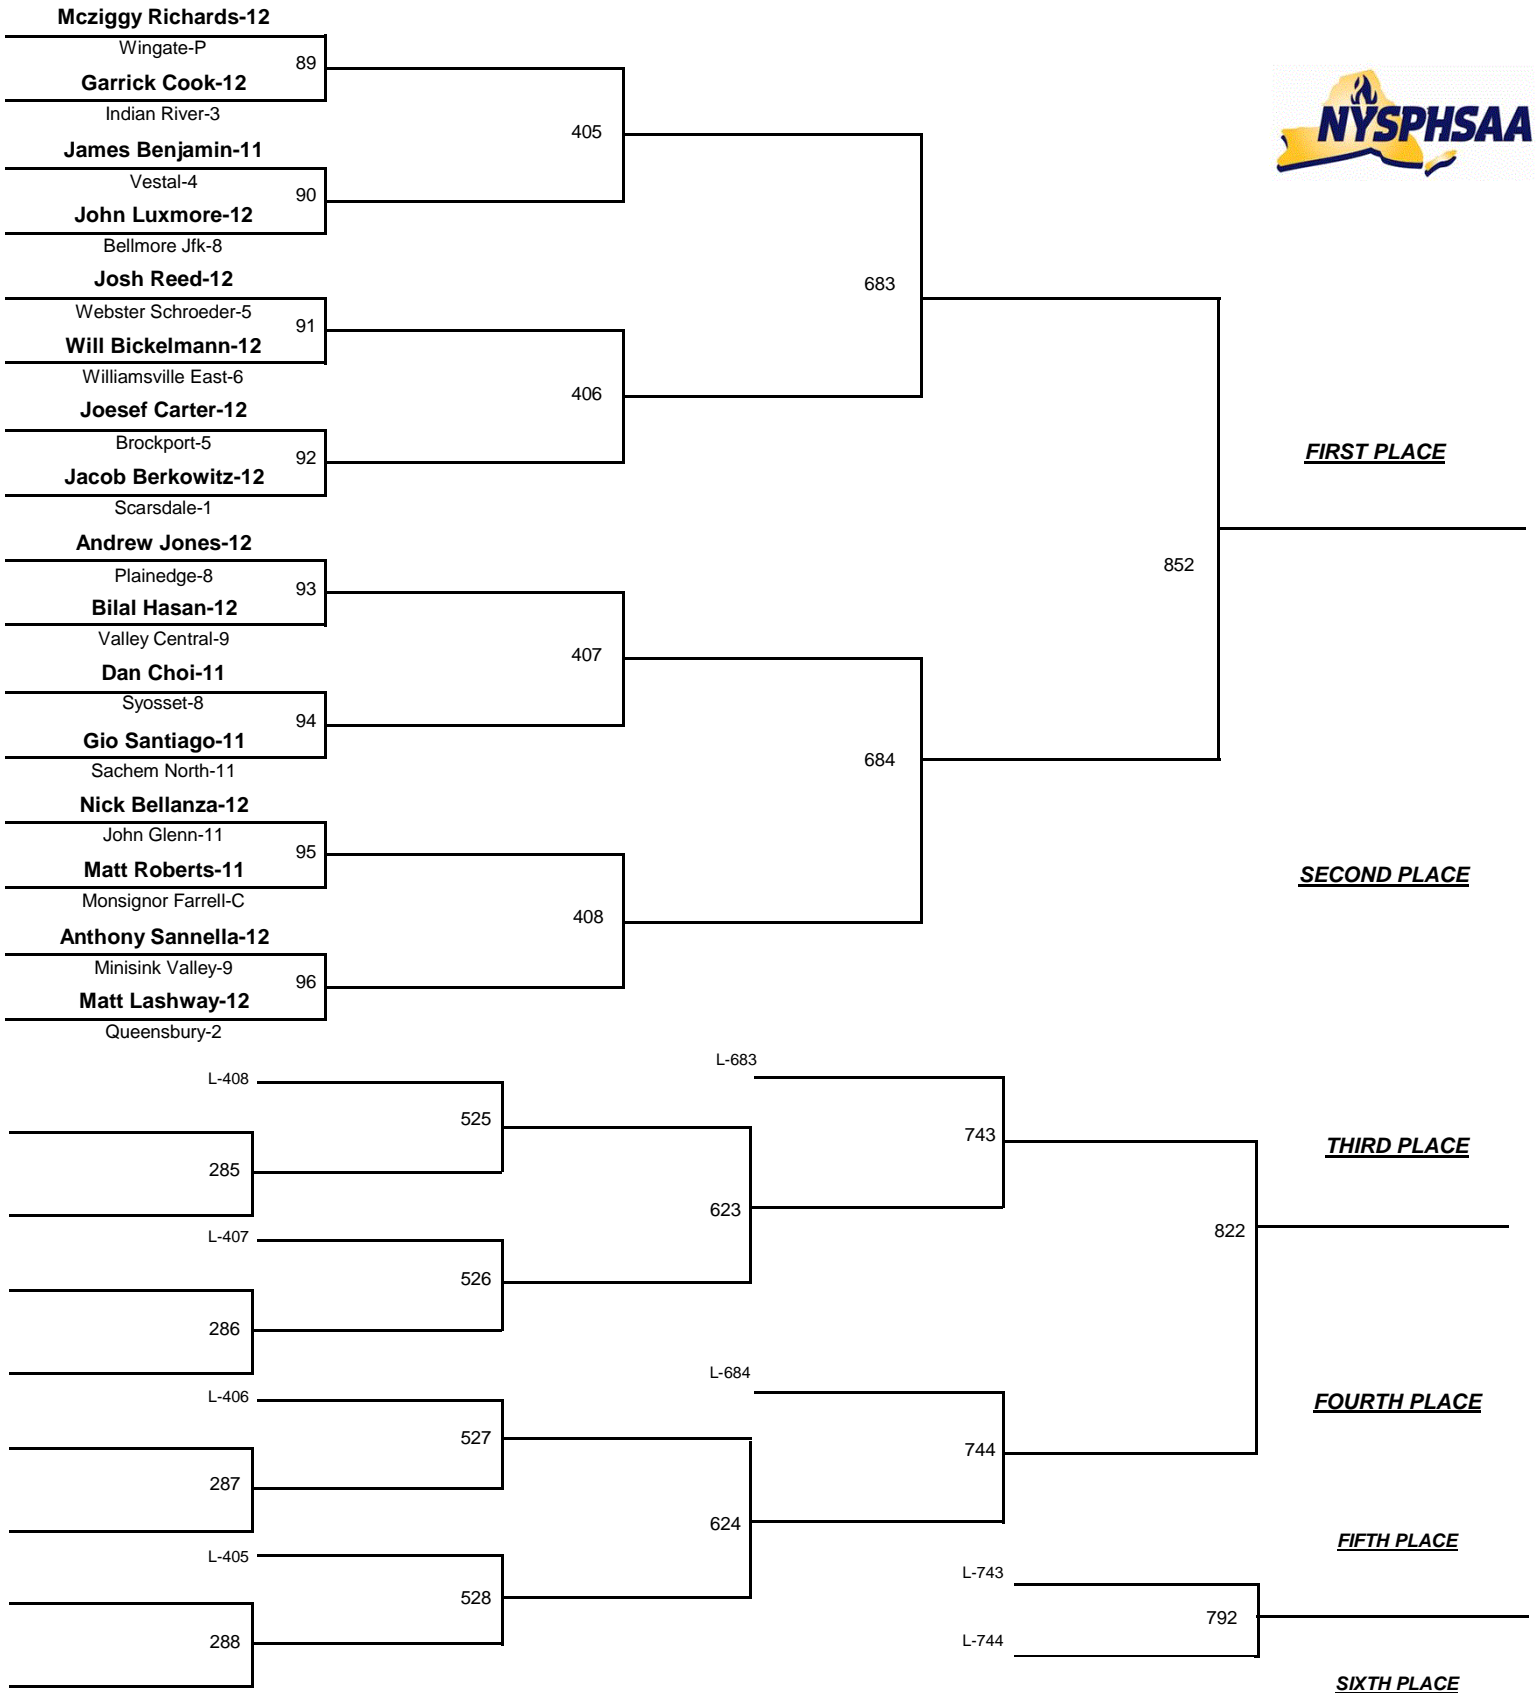 Mcziggy Richards-12
Wingate-P
89
Garrick Cook-12
Indian River-3
405
James Benjamin-11
Vestal-4
90
John Luxmore-12
Bellmore Jfk-8
683
Josh Reed-12
Webster Schroeder-5
91
Will Bickelmann-12
Williamsville East-6
406
Joesef Carter-12
Brockport-5
92
Jacob Berkowitz-12
Scarsdale-1
NYSPHSAA
FIRST PLACE
852
Andrew Jones-12
Plainedge-8
93
Bilal Hasan-12
Valley Central-9
407
Dan Choi-11
Syosset-8
94
Gio Santiago-11
Sachem North-11
684
Nick Bellanza-12
John Glenn-11
95
Matt Roberts-11
Monsignor Farrell-C
408
Anthony Sannella-12
Minisink Valley-9
96
Matt Lashway-12
Queensbury-2
SECOND PLACE
L-408
525
285
L-683
743
THIRD PLACE
623
L-407
526
286
822
L-406
527
287
L-684
744
FOURTH PLACE
624
L-405
528
288
FIFTH PLACE
L-743
792
L-744
SIXTH PLACE